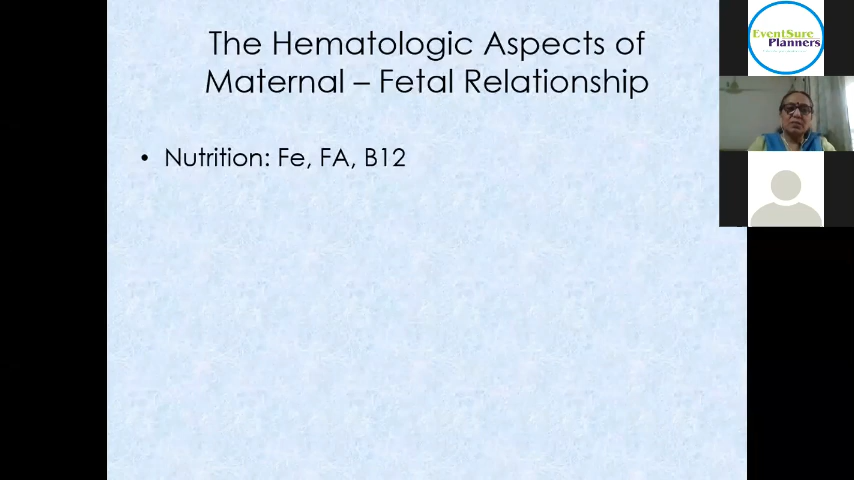 The Hematologic Aspects of
Maternal – Fetal Relationship
• Nutrition: Fe, FA, B12
EventSure
Planners